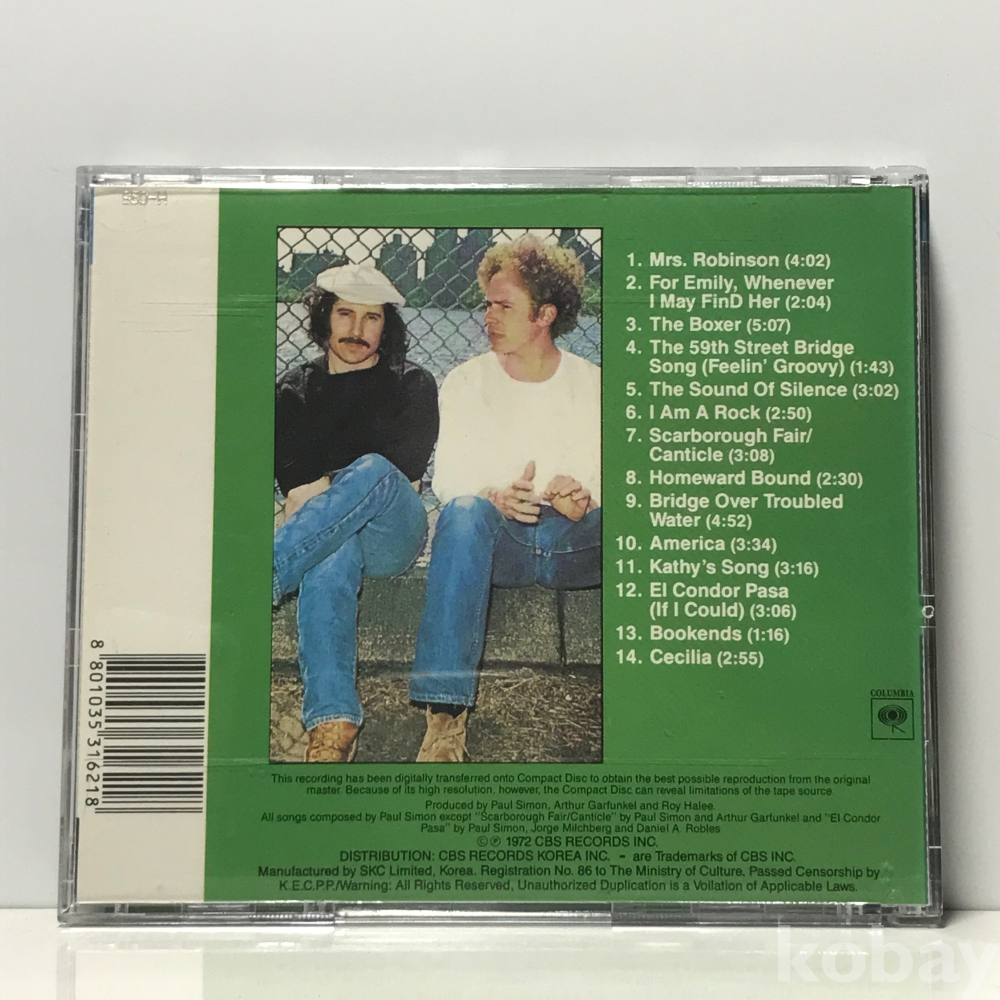 H-093
1. Mrs. Robinson (4:02)
2. For Emily, Whenever
I May FinD Her (2:04)
3. The Boxer (5:07)
4. The 59th Street Bridge
Song (Feelin' Groovy) (1:43)
5. The Sound Of Silence (3:02)
6. I Am A Rock (2:50)
7. Scarborough Fair/
Canticle (3:08)
8. Homeward Bound (2:30)
9. Bridge Over Troubled
Water (4:52)
10. America (3:34)
11. Kathy's Song (3:16)
12. El Condor Pasa
(If I Could) (3:06)
13. Bookends (1:16)
14. Cecilia (2:55)
COLUMBIA
8 801035 316218
This recording has been digitally transferred onto Compact Disc to obtain the best possible reproduction from the original
master. Because of its high resolution, however, the Compact Disc can reveal limitations of the tape source.
Produced by Paul Simon, Arthur Garfunkel and Roy Halee.
All songs composed by Paul Simon except "Scarborough Fair/Canticle" by Paul Simon and Arthur Garfunkel and "El Condor
Pasa" by Paul Simon, Jorge Milchberg and Daniel A. Robles
©℗ 1972 CBS RECORDS INC.
DISTRIBUTION: CBS RECORDS KOREA INC. - are Trademarks of CBS INC.
Manufactured by SKC Limited, Korea. Registration No. 86 to The Ministry of Culture. Passed Censorship by
K.E.C.P.P/Warning: All Rights Reserved, Unauthorized Duplication is a Voilation of Applicable Laws.
kobay